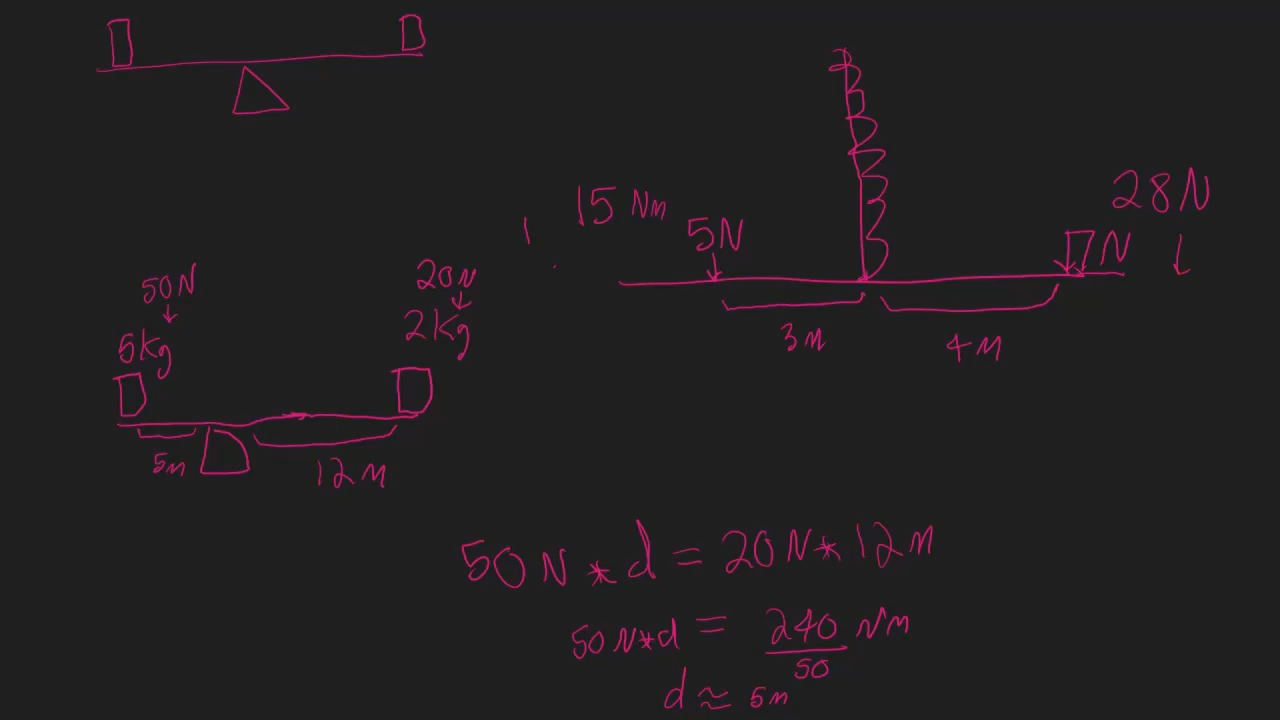 28N
15 Nm
5N
7N
50N
20N
5Kg
2Kg
3M
4M
5m
12M
50N * d = 20N * 12M
50N*d = 240 Nm
50
d ≈ 5m